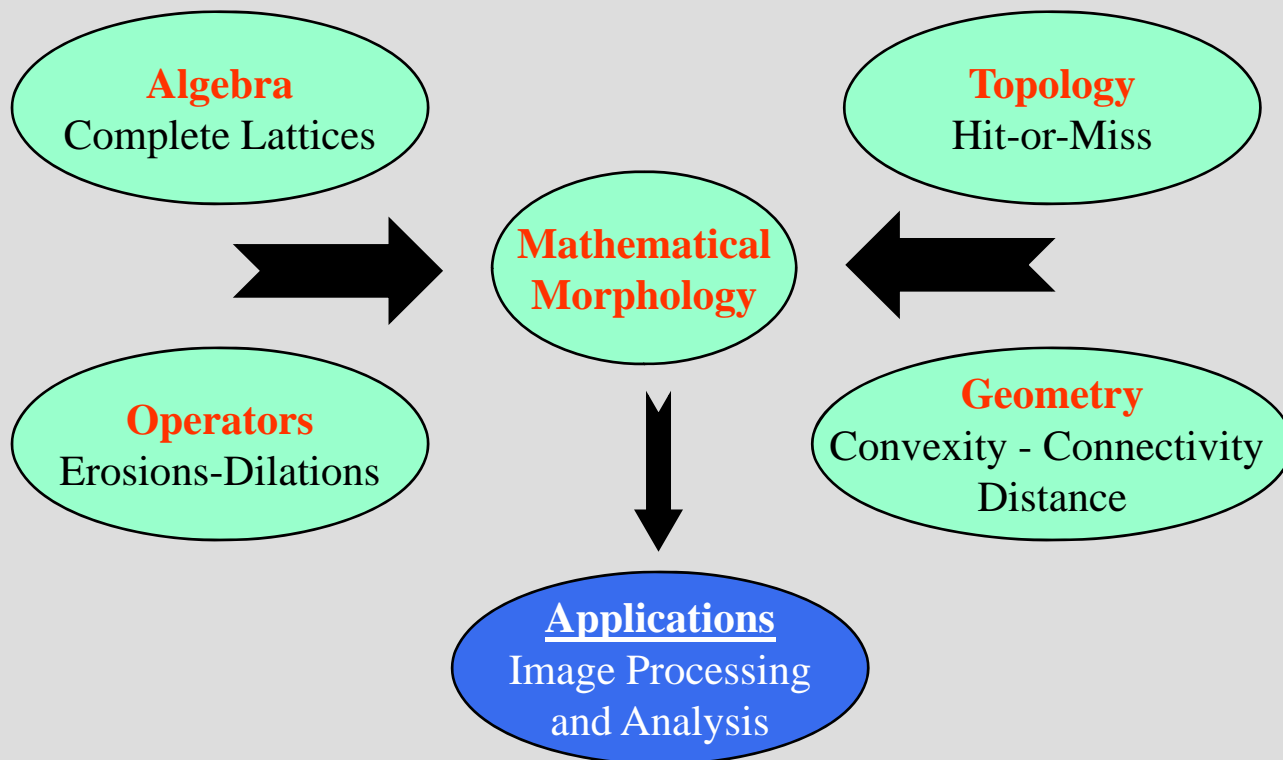 Algebra
Complete Lattices
Topology
Hit-or-Miss
Mathematical
Morphology
Operators
Erosions-Dilations
Geometry
Convexity - Connectivity
Distance
Applications
Image Processing
and Analysis